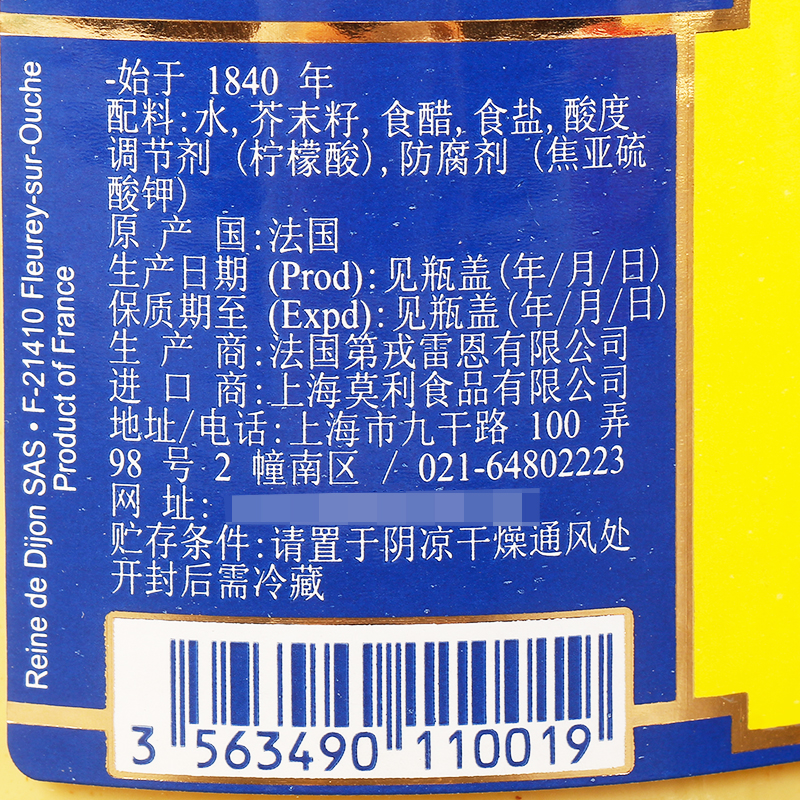 Reine de Dijon SAS • F-21410 Fleurey-sur-Ouche
Product of France
-始于 1840 年
配料:水, 芥末籽, 食醋, 食盐, 酸度
调节剂 (柠檬酸), 防腐剂 (焦亚硫
酸钾)
原 产 国:法国
生产日期 (Prod):见瓶盖(年/月/日)
保质期至 (Expd):见瓶盖(年/月/日)
生 产 商:法国第戎雷恩有限公司
进 口 商:上海莫利食品有限公司
地址/电话:上海市九干路 100 弄
98 号 2 幢南区 / 021-64802223
网 址:
贮存条件:请置于阴凉干燥通风处
开封后需冷藏
3 563490 110019